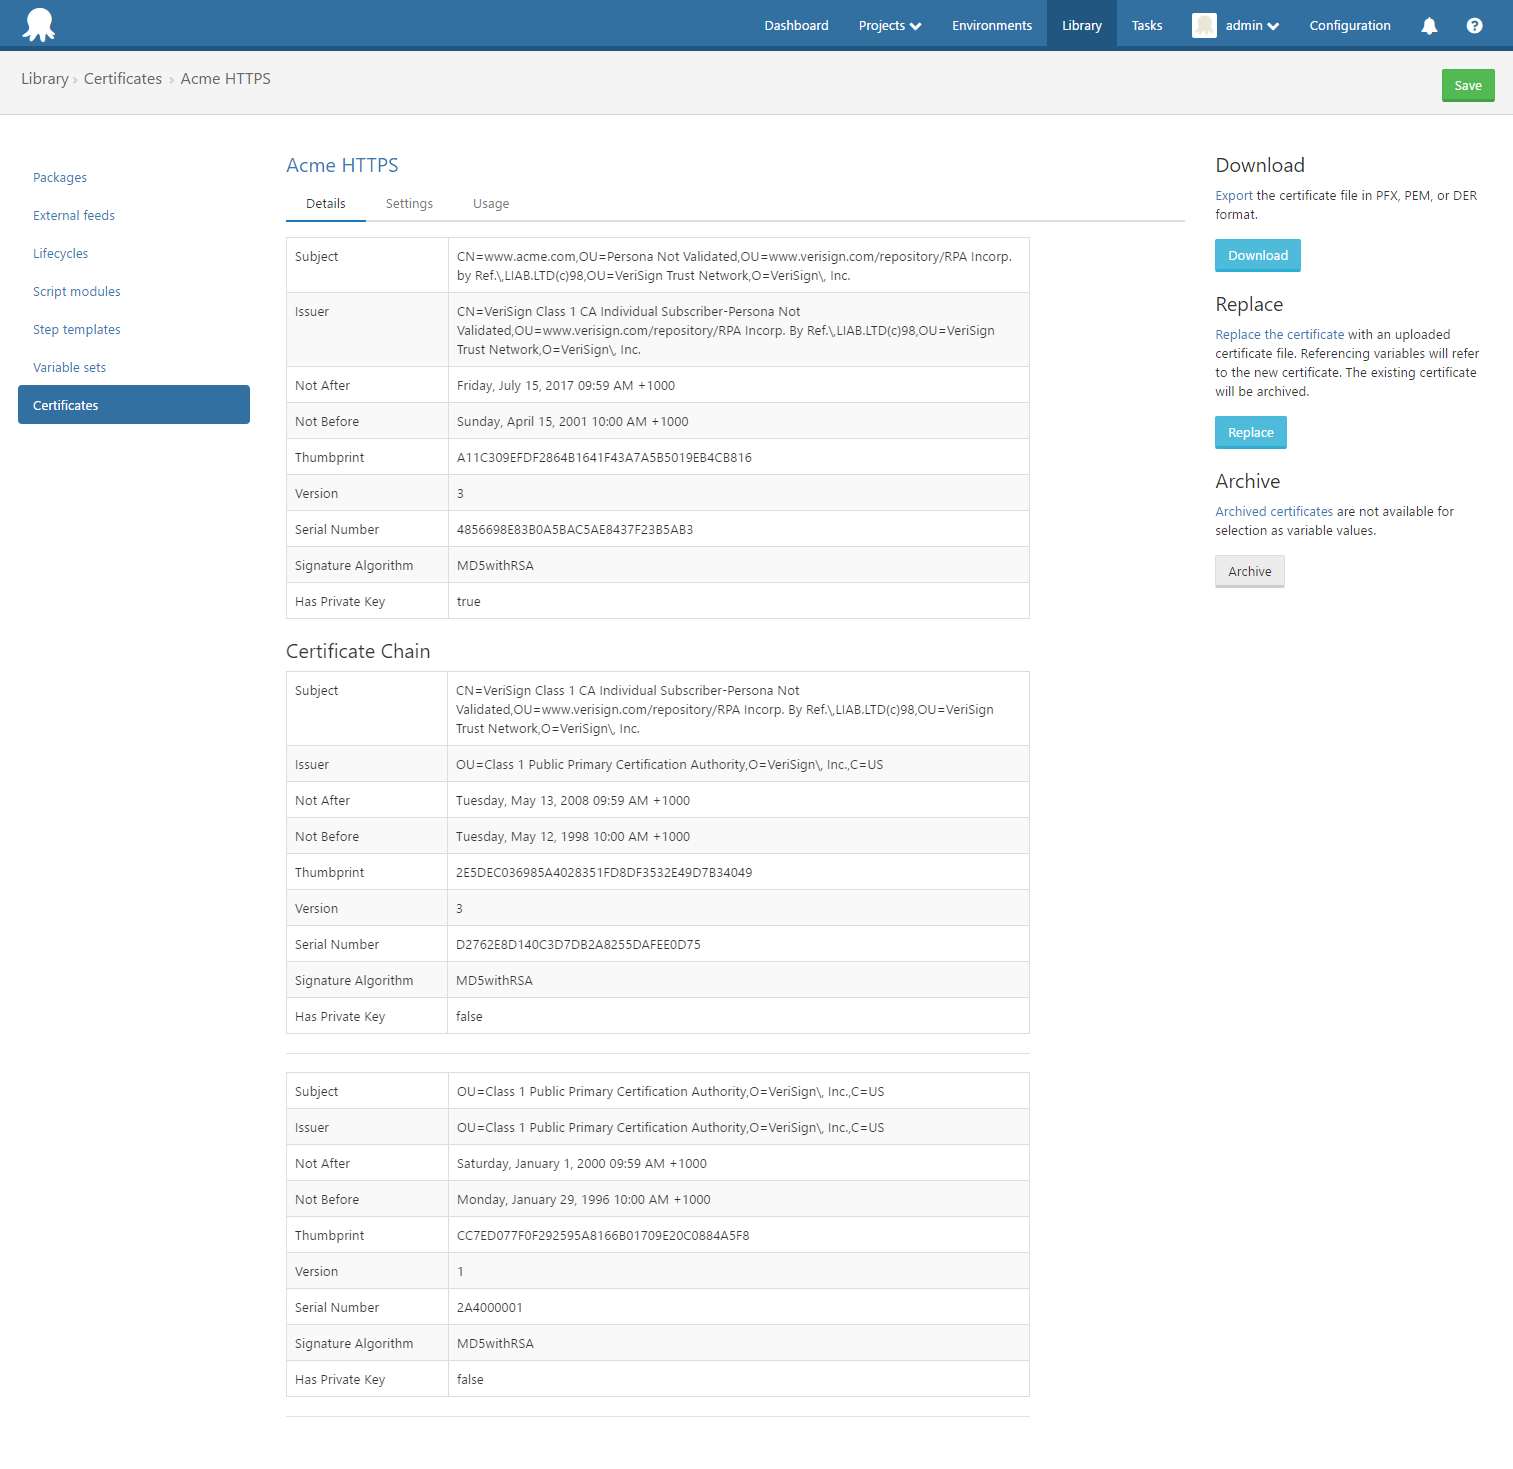 Dashboard Projects Environments Library Tasks admin Configuration
Library › Certificates › Acme HTTPS
Save
Packages
External feeds
Lifecycles
Script modules
Step templates
Variable sets
Certificates
Acme HTTPS
Details Settings Usage
Subject CN=www.acme.com,OU=Persona Not Validated,OU=www.verisign.com/repository/RPA Incorp.
by Ref.\,LIAB.LTD(c)98,OU=VeriSign Trust Network,O=VeriSign\, Inc.
Issuer CN=VeriSign Class 1 CA Individual Subscriber-Persona Not
Validated,OU=www.verisign.com/repository/RPA Incorp. By Ref.\,LIAB.LTD(c)98,OU=VeriSign
Trust Network,O=VeriSign\, Inc.
Not After Friday, July 15, 2017 09:59 AM +1000
Not Before Sunday, April 15, 2001 10:00 AM +1000
Thumbprint A11C309EFDF2864B1641F43A7A5B5019EB4CB816
Version 3
Serial Number 4856698E83B0A5BAC5AE8437F23B5AB3
Signature Algorithm MD5withRSA
Has Private Key true
Certificate Chain
Subject CN=VeriSign Class 1 CA Individual Subscriber-Persona Not
Validated,OU=www.verisign.com/repository/RPA Incorp. By Ref.\,LIAB.LTD(c)98,OU=VeriSign
Trust Network,O=VeriSign\, Inc.
Issuer OU=Class 1 Public Primary Certification Authority,O=VeriSign\, Inc.,C=US
Not After Tuesday, May 13, 2008 09:59 AM +1000
Not Before Tuesday, May 12, 1998 10:00 AM +1000
Thumbprint 2E5DEC036985A4028351FD8DF3532E49D7B34049
Version 3
Serial Number D2762E8D140C3D7DB2A8255DAFEE0D75
Signature Algorithm MD5withRSA
Has Private Key false
Subject OU=Class 1 Public Primary Certification Authority,O=VeriSign\, Inc.,C=US
Issuer OU=Class 1 Public Primary Certification Authority,O=VeriSign\, Inc.,C=US
Not After Saturday, January 1, 2000 09:59 AM +1000
Not Before Monday, January 29, 1996 10:00 AM +1000
Thumbprint CC7ED077F0F292595A8166B01709E20C0884A5F8
Version 1
Serial Number 2A4000001
Signature Algorithm MD5withRSA
Has Private Key false
Download
Export the certificate file in PFX, PEM, or DER
format.
Download
Replace
Replace the certificate with an uploaded
certificate file. Referencing variables will refer
to the new certificate. The existing certificate
will be archived.
Replace
Archive
Archived certificates are not available for
selection as variable values.
Archive